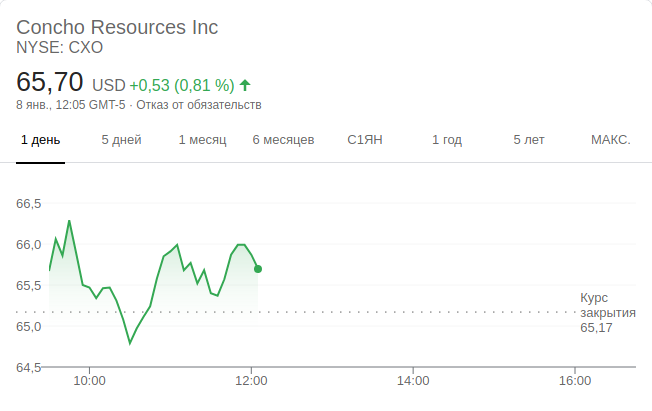 Concho Resources Inc
NYSE: CXO
65,70 USD +0,53 (0,81 %)
8 янв., 12:05 GMT-5 · Отказ от обязательств
1 день 5 дней 1 месяц 6 месяцев С1ЯН 1 год 5 лет МАКС.
66,5
66,0
65,5
Курс
закрытия
65,17
65,0
64,5
10:00 12:00 14:00 16:00